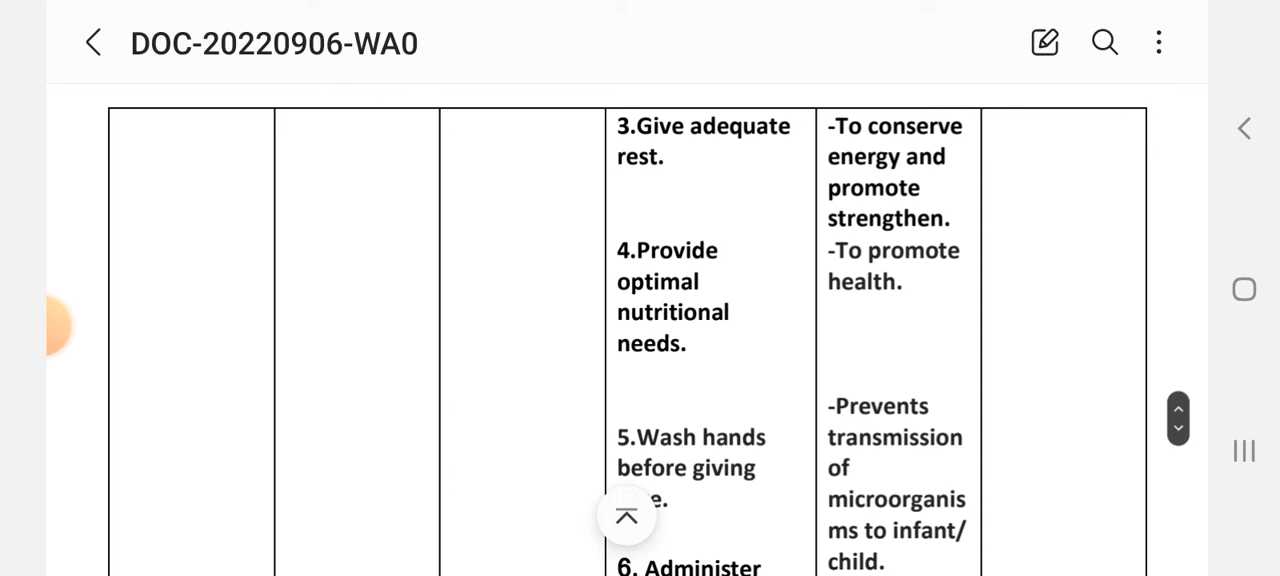 DOC-20220906-WA0
3.Give adequate
rest.
4.Provide
optimal
nutritional
needs.
5.Wash hands
before giving
6. Administer
-To conserve
energy and
promote
strengthen.
-To promote
health.
-Prevents
transmission
of
microorganis
ms to infant/
child.